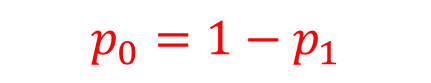 p₀ = 1 − p₁